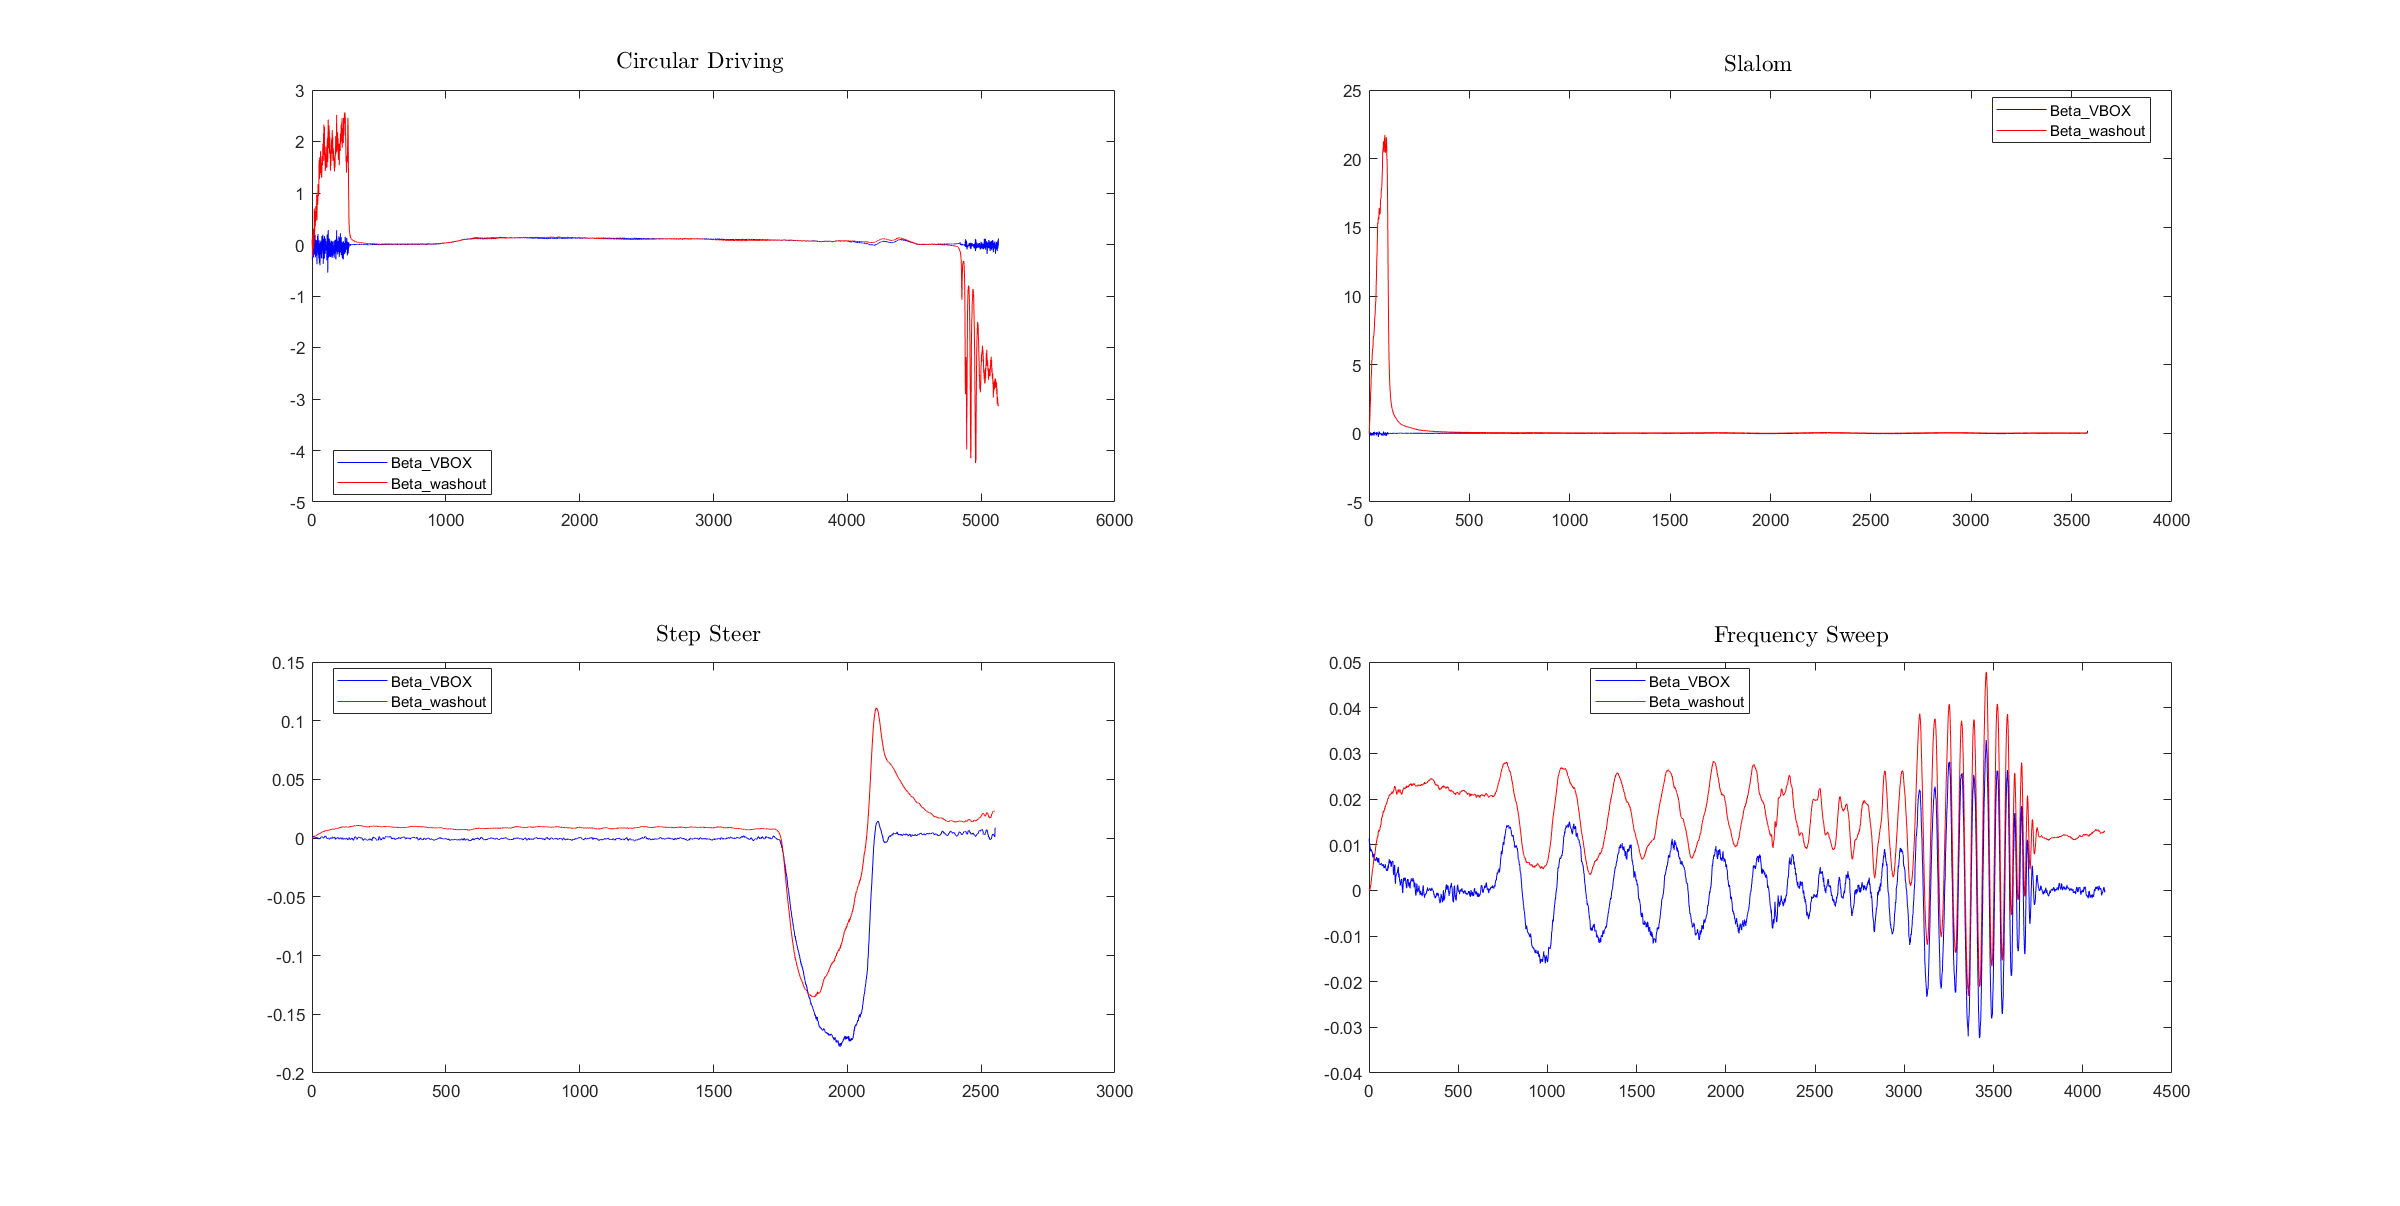 Circular Driving
3
2
1
0
-1
-2
-3
-4
-5
Beta_VBOX
Beta_washout
0 1000 2000 3000 4000 5000 6000
Slalom
25
20
15
10
5
0
-5
Beta_VBOX
Beta_washout
0 500 1000 1500 2000 2500 3000 3500 4000
Step Steer
0.15
0.1
0.05
0
-0.05
-0.1
-0.15
-0.2
Beta_VBOX
Beta_washout
0 500 1000 1500 2000 2500 3000
Frequency Sweep
0.05
0.04
0.03
0.02
0.01
0
-0.01
-0.02
-0.03
-0.04
Beta_VBOX
Beta_washout
0 500 1000 1500 2000 2500 3000 3500 4000 4500